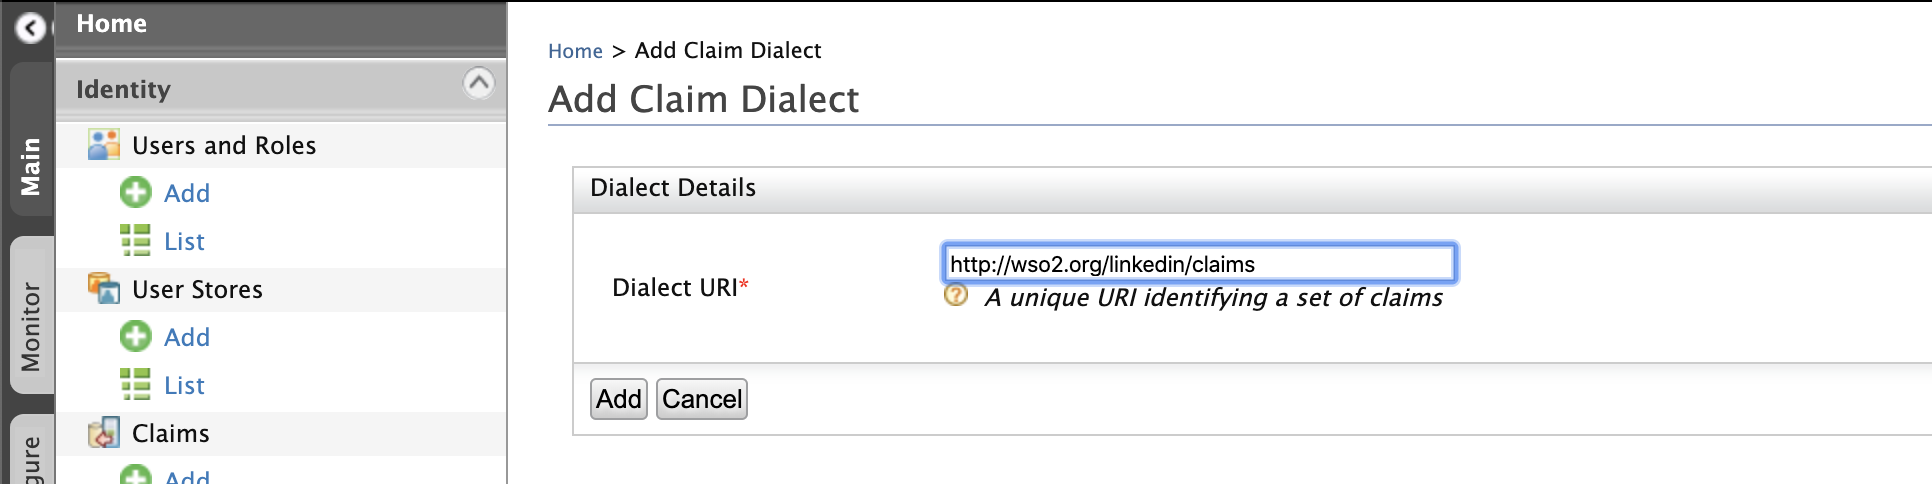 Home
Identity
Users and Roles
Add
List
User Stores
Add
List
Claims
Add
Main
Monitor
gure
Home > Add Claim Dialect
Add Claim Dialect
Dialect Details
Dialect URI*
http://wso2.org/linkedin/claims
? A unique URI identifying a set of claims
Add Cancel